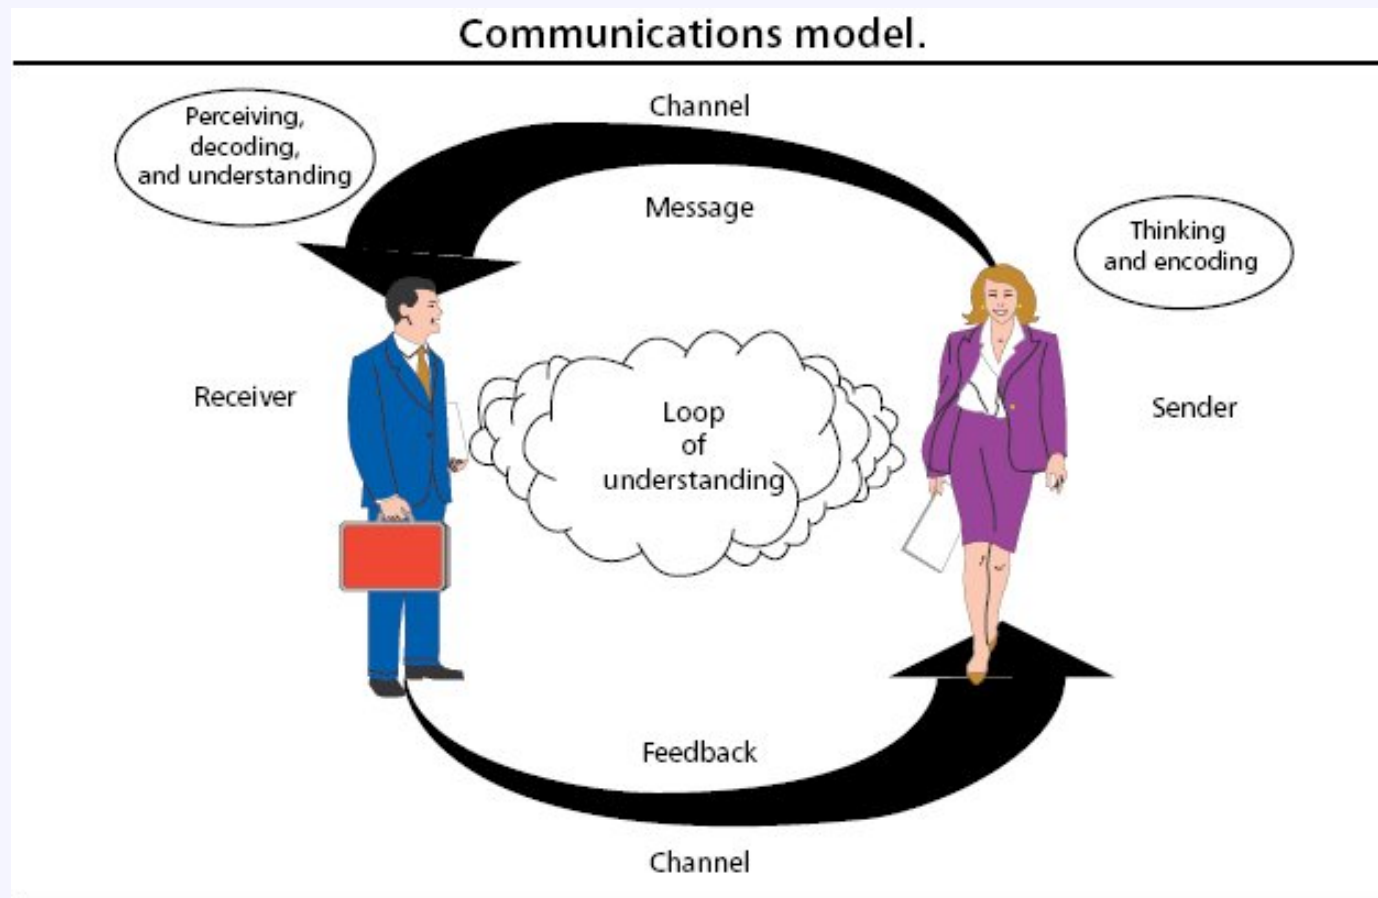 Communications model.
Channel
Perceiving,
decoding,
and understanding
Message
Thinking
and encoding
Receiver
Loop
of
understanding
Sender
Feedback
Channel